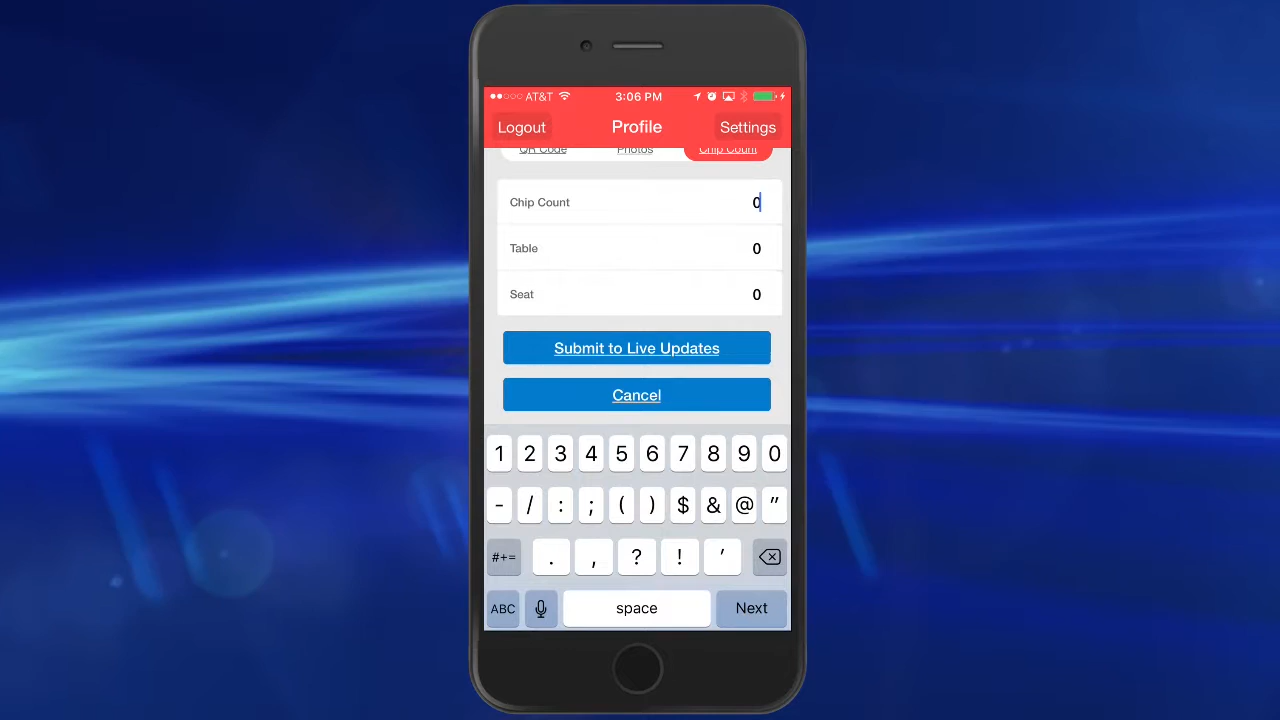 AT&T 3:06 PM
Logout Profile Settings
QR Code Photos Chip Count
Chip Count 0
Table 0
Seat 0
Submit to Live Updates
Cancel
1 2 3 4 5 6 7 8 9 0
- / : ; ( ) $ & @ "
#+= . , ? ! '
ABC space Next